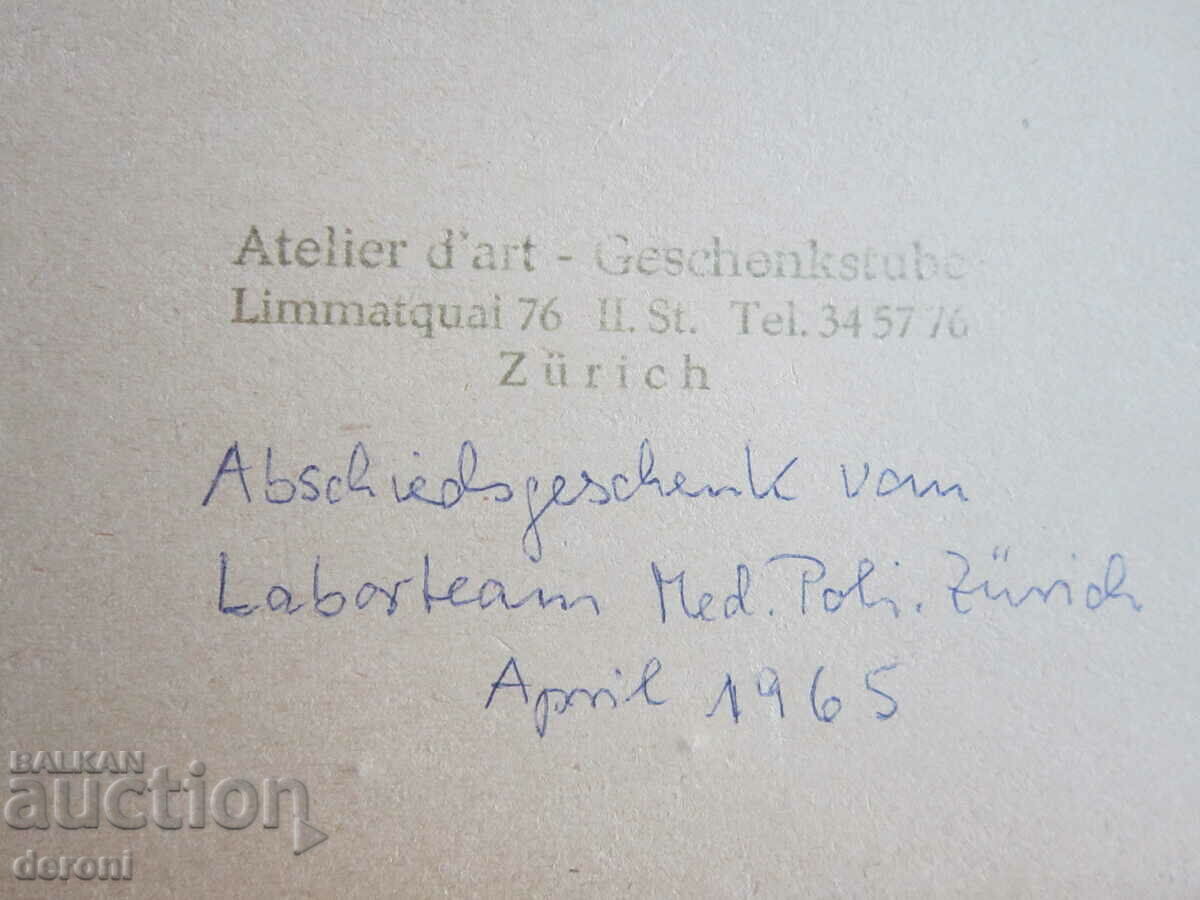 Atelier d'art - Geschenkstube
Limmatquai 76 II. St. Tel. 34 57 76
Zürich
Abschiedsgeschenk vom
Laborteam Med. Poli. Zürich
April 1965
BALKAN
auction
deroni